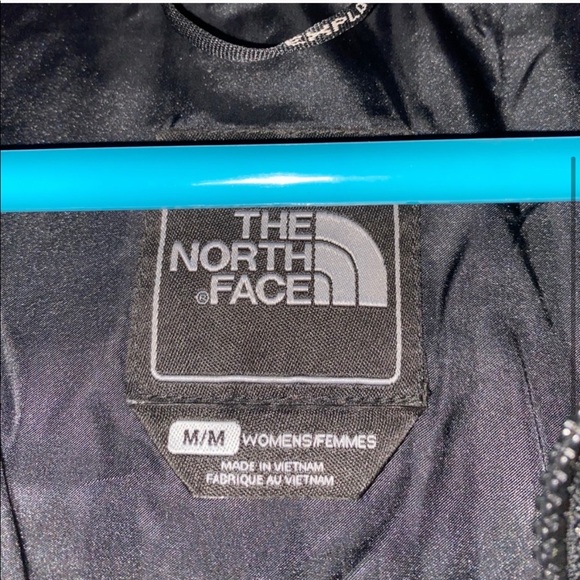 THE
NORTH
®FACE
M/M WOMENS/FEMMES
MADE IN VIETNAM
FABRIQUE AU VIETNAM